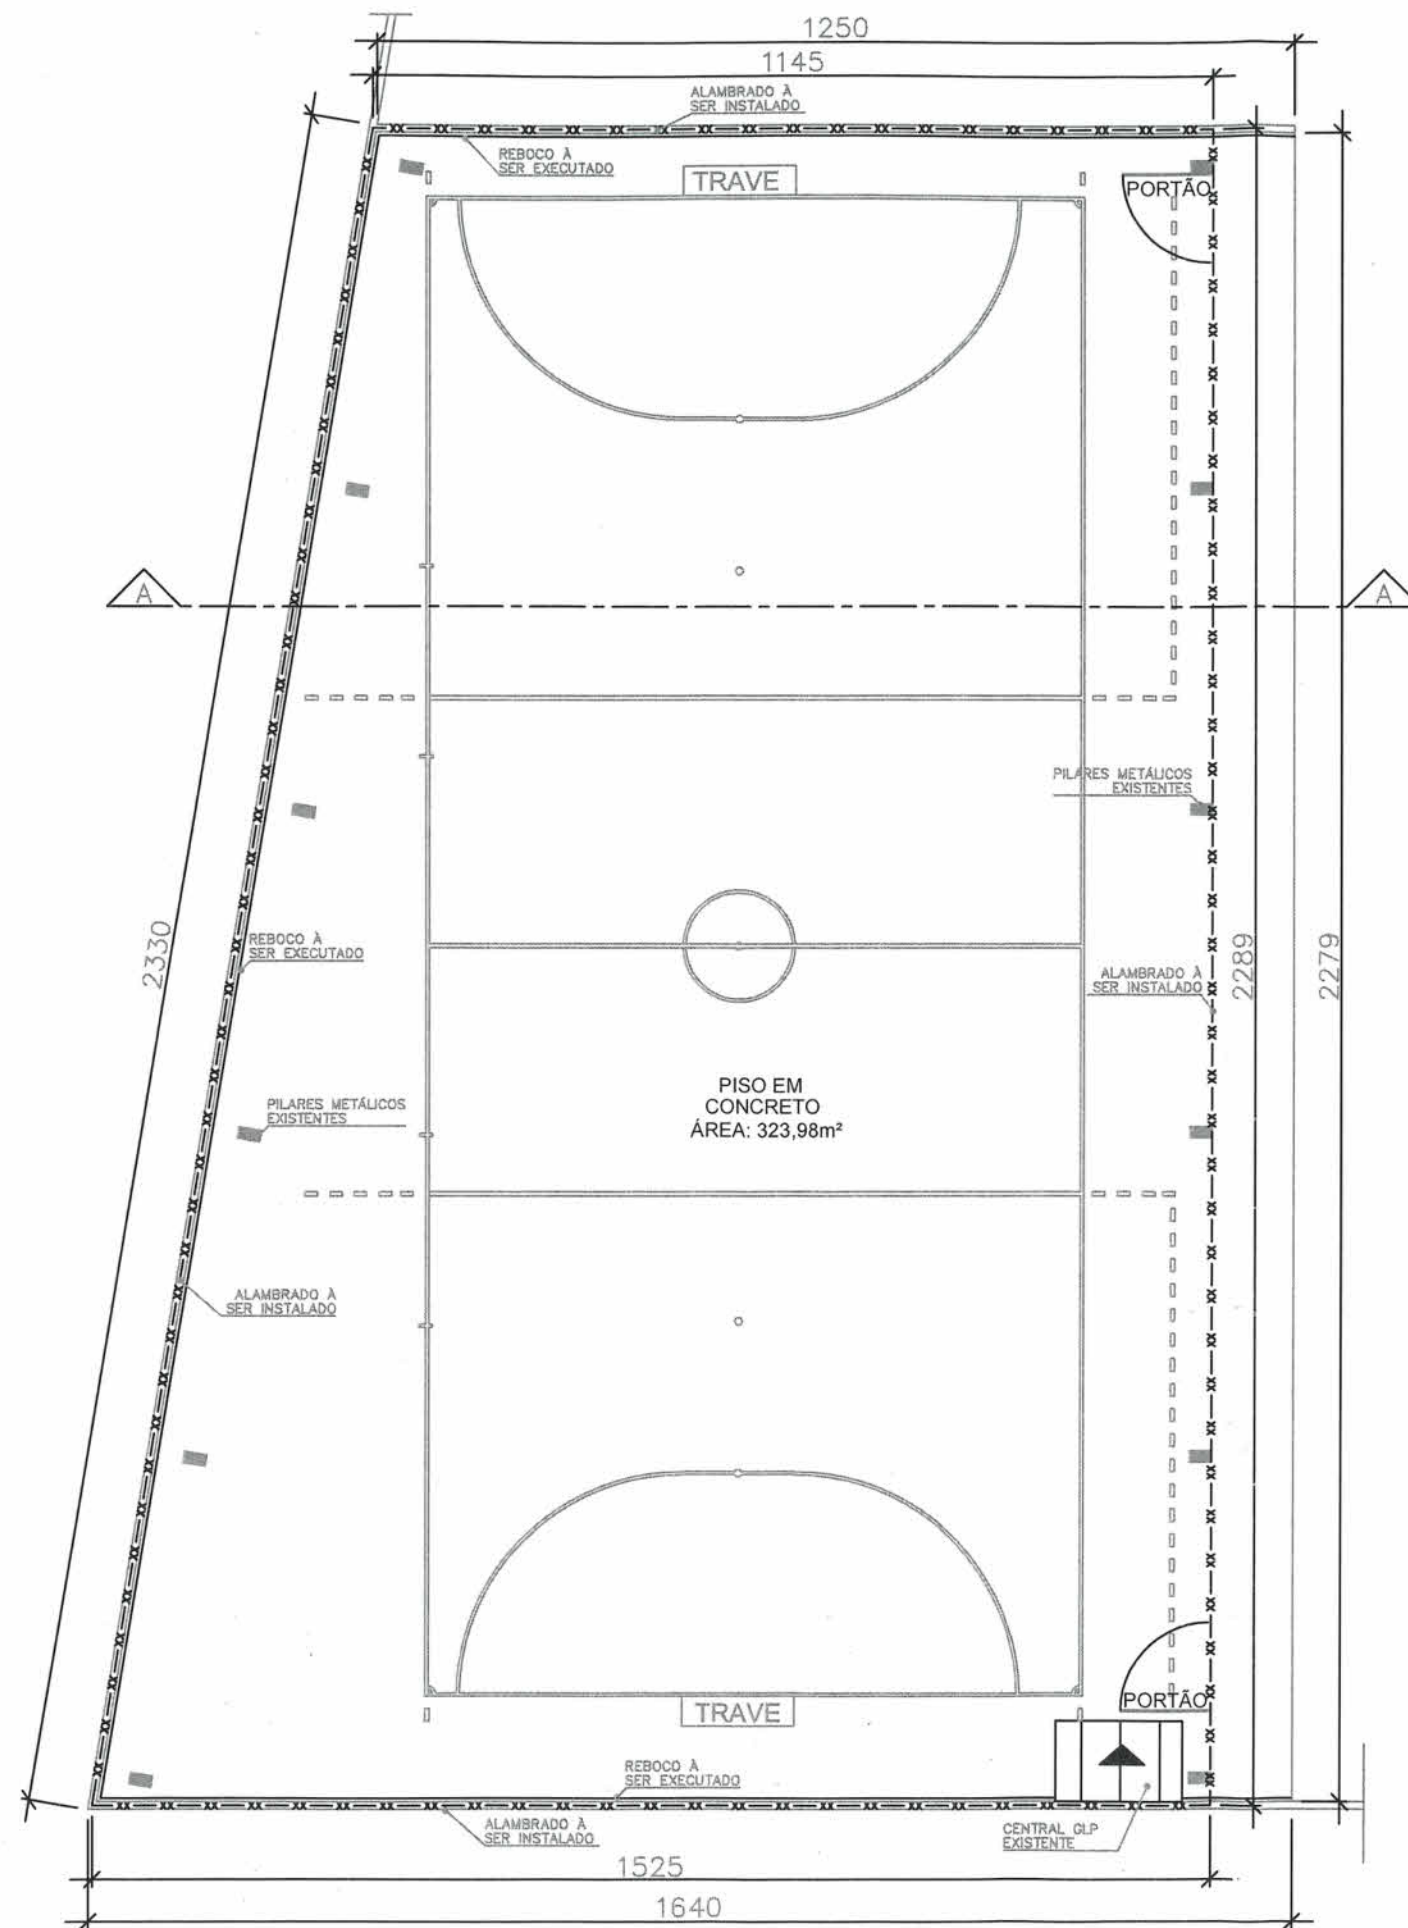 1250
1145
ALAMBRADO À
SER INSTALADO
REBOCO À
SER EXECUTADO
TRAVE
PORTÃO
A
A
PILARES METÁLICOS
EXISTENTES
2330
REBOCO À
SER EXECUTADO
ALAMBRADO À
SER INSTALADO
2289
2279
PISO EM
CONCRETO
ÁREA: 323,98m²
PILARES METÁLICOS
EXISTENTES
ALAMBRADO À
SER INSTALADO
TRAVE
PORTÃO
REBOCO À
SER EXECUTADO
ALAMBRADO À
SER INSTALADO
CENTRAL GLP
EXISTENTE
1525
1640